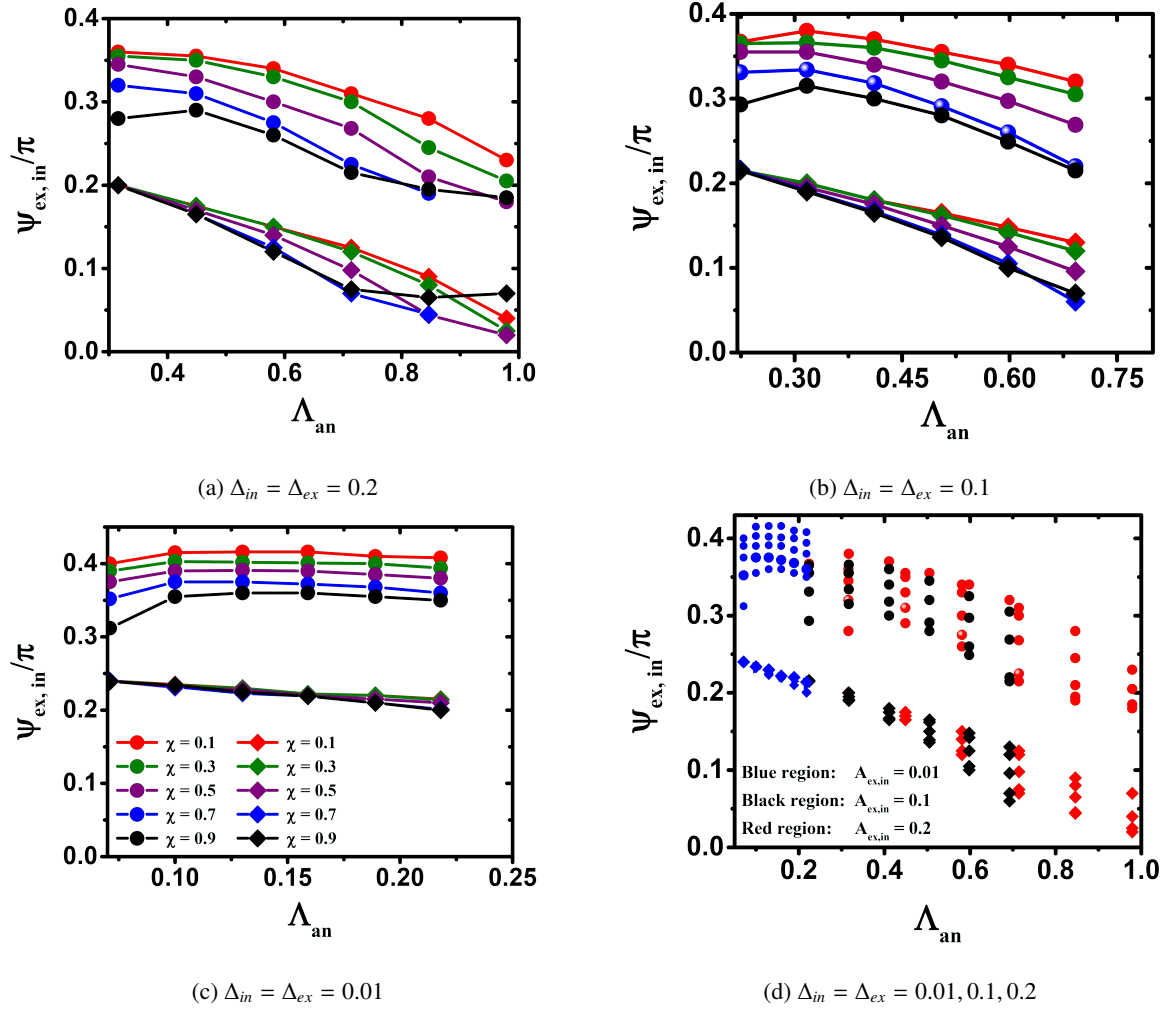 0.4
0.3
0.2
0.1
0.0
0.4 0.6 0.8 1.0
Ψex, in/π
Λan
(a) Δin = Δex = 0.2
0.4
0.3
0.2
0.1
0.0
0.30 0.45 0.60 0.75
Ψex, in/π
Λan
(b) Δin = Δex = 0.1
0.4
0.2
0.0
0.10 0.15 0.20 0.25
Ψex, in/π
Λan
χ = 0.1 χ = 0.1
χ = 0.3 χ = 0.3
χ = 0.5 χ = 0.5
χ = 0.7 χ = 0.7
χ = 0.9 χ = 0.9
(c) Δin = Δex = 0.01
0.4
0.3
0.2
0.1
0.0
0.2 0.4 0.6 0.8 1.0
Ψex, in/π
Λan
Blue region: Aex,in = 0.01
Black region: Aex,in = 0.1
Red region: Aex,in = 0.2
(d) Δin = Δex = 0.01, 0.1, 0.2